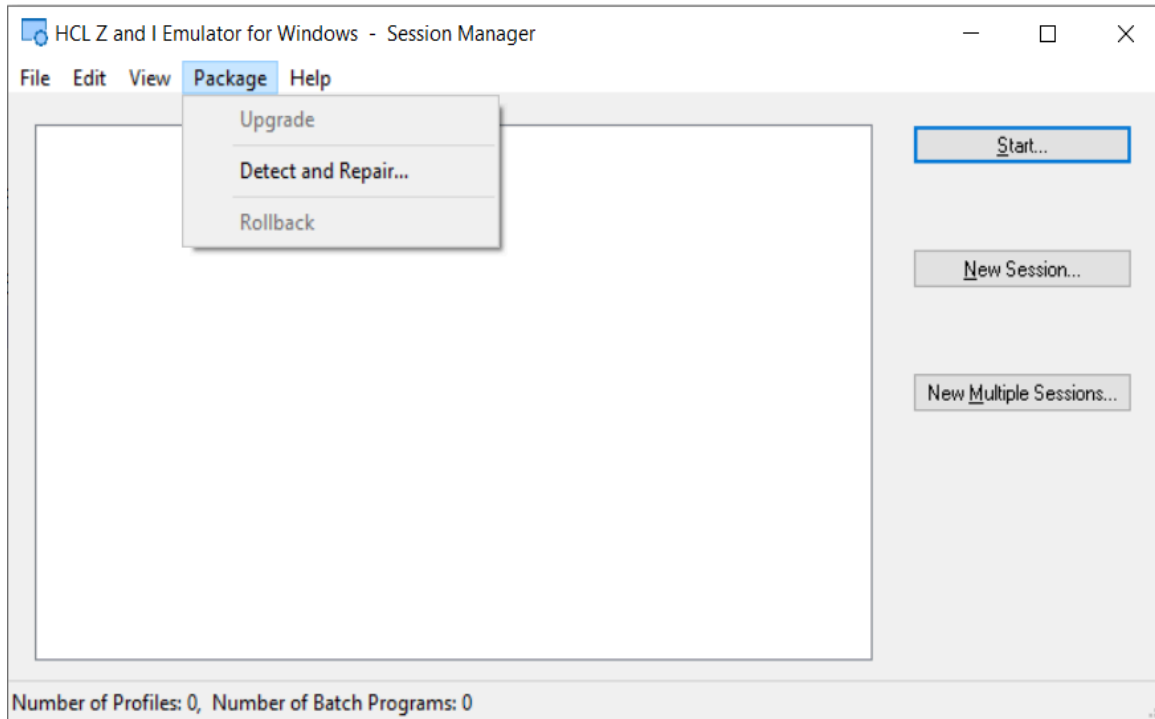 HCL Z and I Emulator for Windows - Session Manager
File Edit View Package Help
Upgrade
Detect and Repair...
Rollback
Start...
New Session...
New Multiple Sessions...
Number of Profiles: 0, Number of Batch Programs: 0